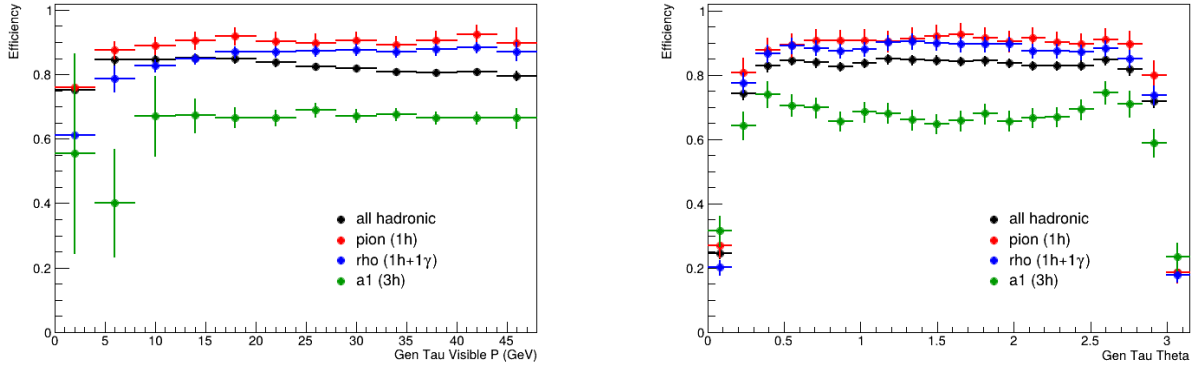 Efficiency
1
0.8
0.6
0.4
0.2
0
all hadronic
pion (1h)
rho (1h+1γ)
a1 (3h)
0 5 10 15 20 25 30 35 40 45
Gen Tau Visible P (GeV)
Efficiency
1
0.8
0.6
0.4
0.2
0
all hadronic
pion (1h)
rho (1h+1γ)
a1 (3h)
0 0.5 1 1.5 2 2.5 3
Gen Tau Theta